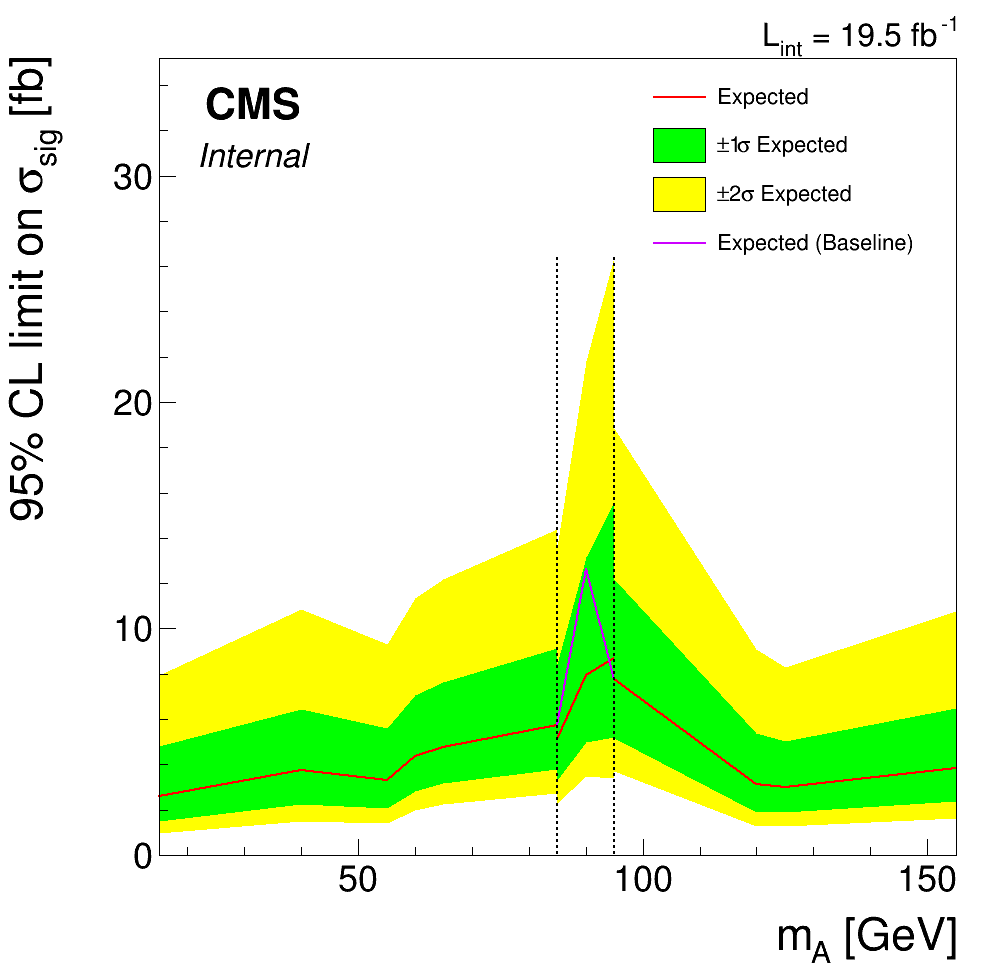 L_int = 19.5 fb^-1
CMS
Internal
Expected
±1σ Expected
±2σ Expected
Expected (Baseline)
95% CL limit on σ_sig [fb]
30
20
10
0
50
100
150
m_A [GeV]